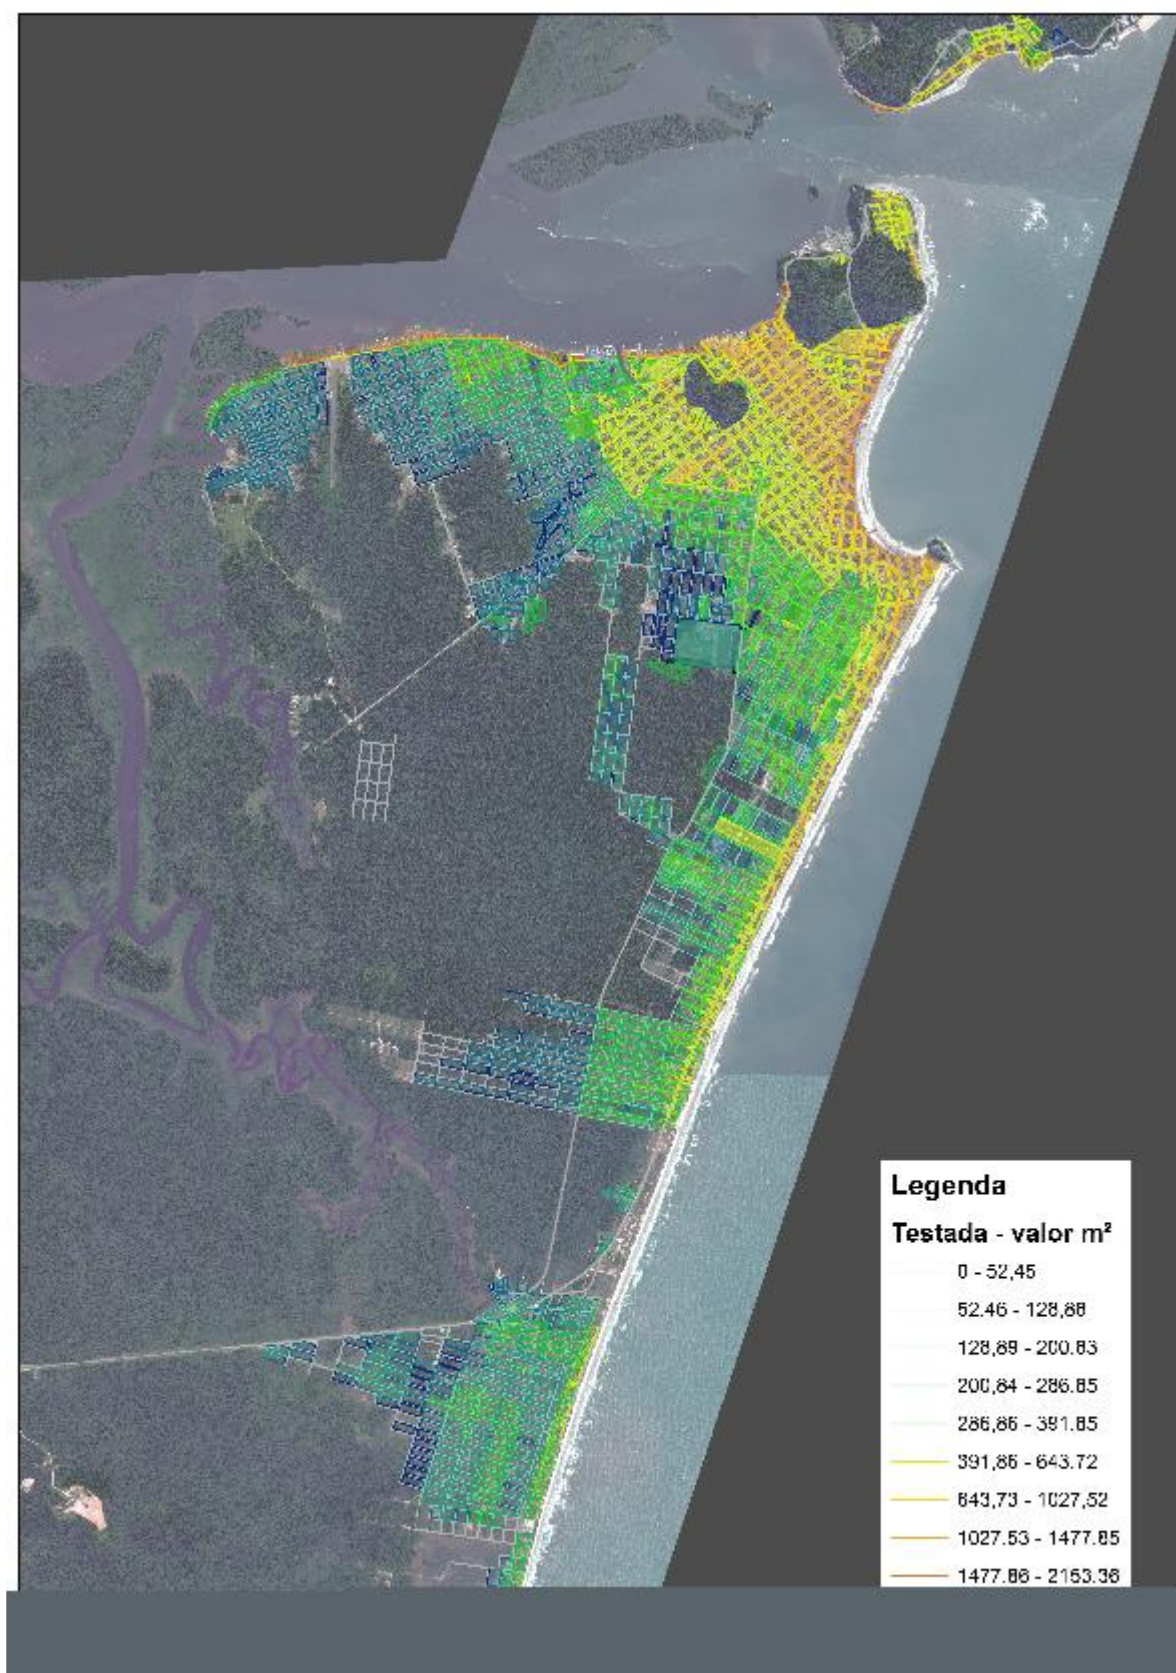 Legenda
Testada - valor m²
0 - 52,45
52.46 - 128,88
128,89 - 200.83
200,84 - 286.85
286,86 - 391.85
391,86 - 643.72
643,73 - 1027,52
1027.53 - 1477.85
1477.86 - 2153.36